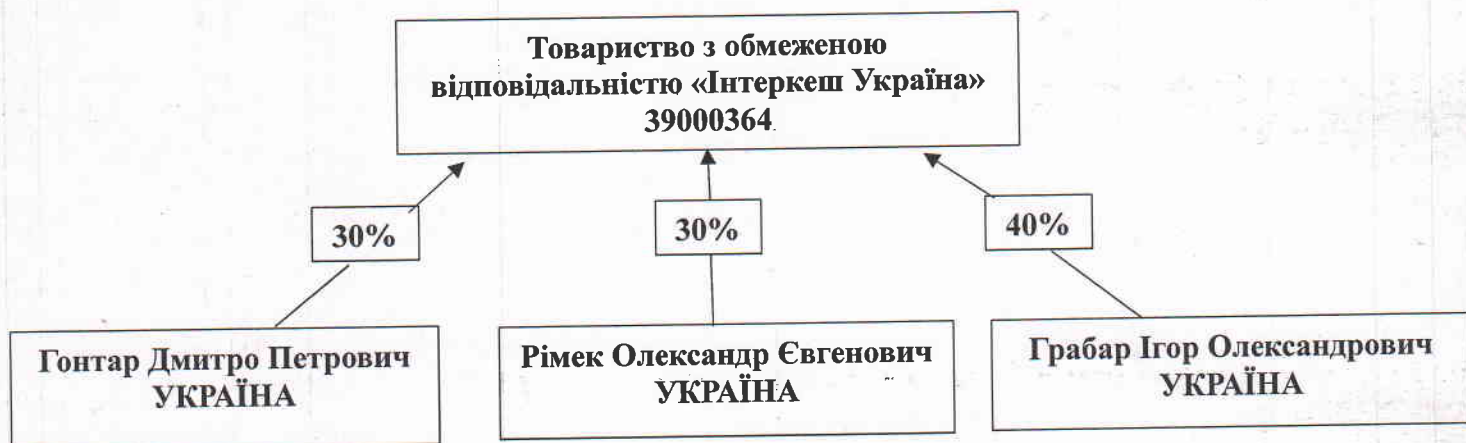 Товариство з обмеженою
відповідальністю «Інтеркеш Україна»
39000364
30%
30%
40%
Гонтар Дмитро Петрович
УКРАЇНА
Рімек Олександр Євгенович
УКРАЇНА
Грабар Ігор Олександрович
УКРАЇНА